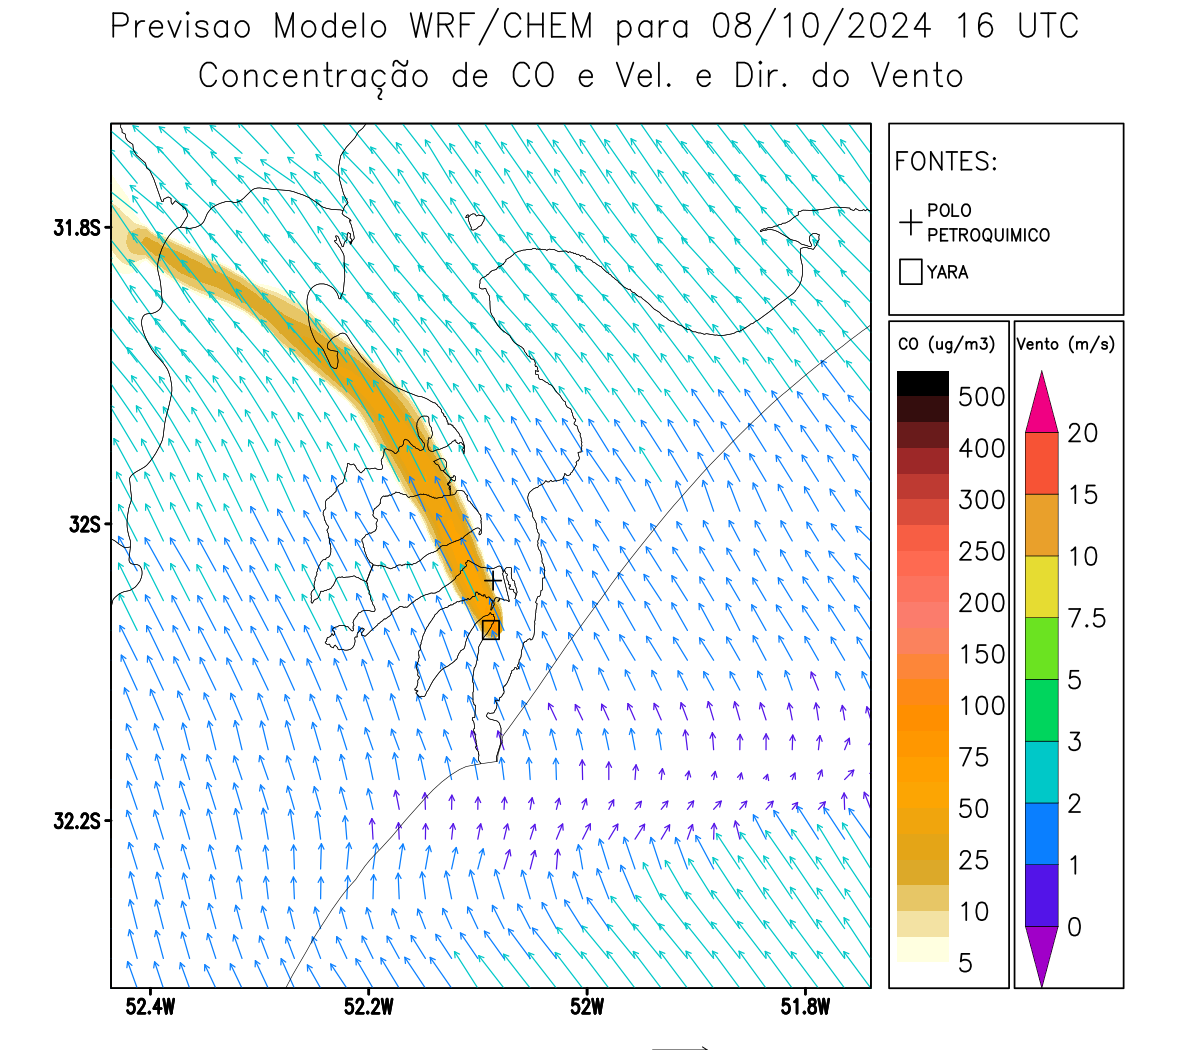 Previsao Modelo WRF/CHEM para 08/10/2024 16 UTC
Concentração de CO e Vel. e Dir. do Vento
FONTES:
POLO
PETROQUIMICO
YARA
CO (ug/m3)
500
400
300
250
200
150
100
75
50
25
10
5
Vento (m/s)
20
15
10
7.5
5
3
2
1
0
31.8S
32S
32.2S
52.4W 52.2W 52W 51.8W